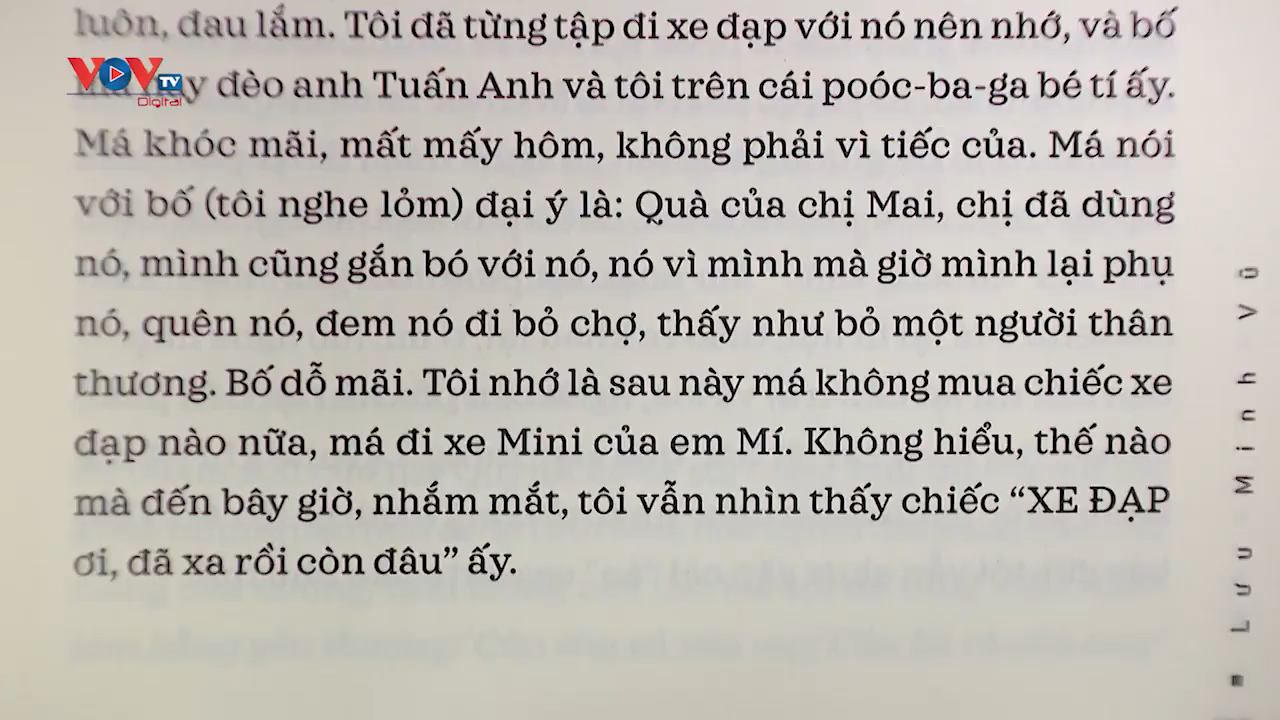 luôn, đau lắm. Tôi đã từng tập đi xe đạp với nó nên nhớ, và bố
VOV TV Digital
đèo anh Tuấn Anh và tôi trên cái poóc-ba-ga bé tí ấy.
Má khóc mãi, mất mấy hôm, không phải vì tiếc của. Má nói
với bố (tôi nghe lỏm) đại ý là: Quà của chị Mai, chị đã dùng
nó, mình cũng gắn bó với nó, nó vì mình mà giờ mình lại phụ
nó, quên nó, đem nó đi bỏ chợ, thấy như bỏ một người thân
thương. Bố dỗ mãi. Tôi nhớ là sau này má không mua chiếc xe
đạp nào nữa, má đi xe Mini của em Mí. Không hiểu, thế nào
mà đến bây giờ, nhắm mắt, tôi vẫn nhìn thấy chiếc “XE ĐẠP
ơi, đã xa rồi còn đâu” ấy.
Lưu-Minh-Vũ